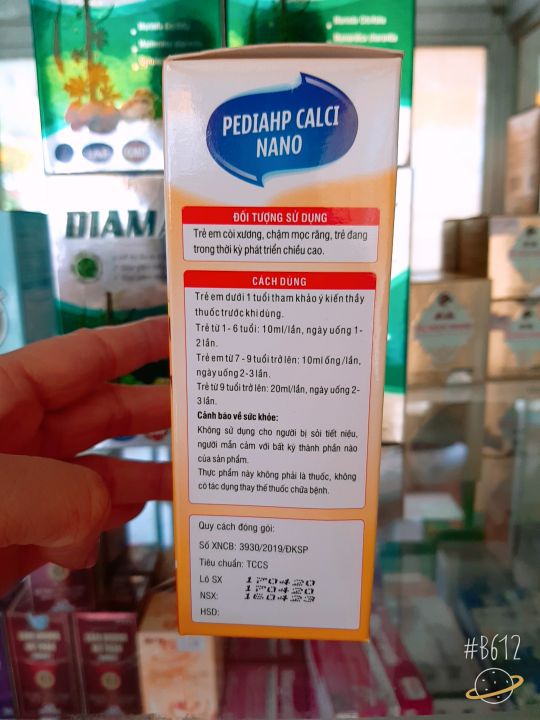 PEDIAHP CALCI
NANO
DIAM
ĐỐI TƯỢNG SỬ DỤNG
Trẻ em còi xương, chậm mọc răng, trẻ đang
trong thời kỳ phát triển chiều cao.
CÁCH DÙNG
Trẻ em dưới 1 tuổi tham khảo ý kiến thầy
thuốc trước khi dùng.
Trẻ từ 1 - 6 tuổi: 10ml/lần, ngày uống 1-
2 lần.
Trẻ em từ 7 - 9 tuổi trở lên: 10ml ống /lần,
ngày uống 2-3 lần.
Trẻ từ 9 tuổi trở lên: 20ml/lần, ngày uống 2-
3 lần.
Cảnh báo về sức khỏe:
Không sử dụng cho người bị sỏi tiết niệu,
người mẫn cảm với bất kỳ thành phần nào
của sản phẩm.
Thực phẩm này không phải là thuốc, không
có tác dụng thay thế thuốc chữa bệnh.
Quy cách đóng gói:
Số XNCB: 3930/2019/ĐKSP
Tiêu chuẩn: TCCS
Lô SX 170420
NSX: 170420
HSD: 160423
#B612